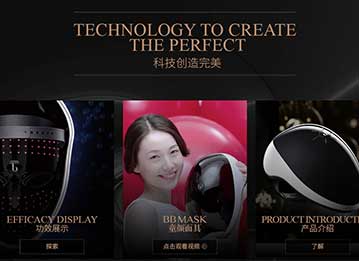 TECHNOLOGY TO CREATE
THE PERFECT
科技创造完美
EFFICACY DISPLAY
功效展示
探索
BB MASK
童颜面具
点击观看视频
PRODUCT INTRODUCTI
产品介绍
了解